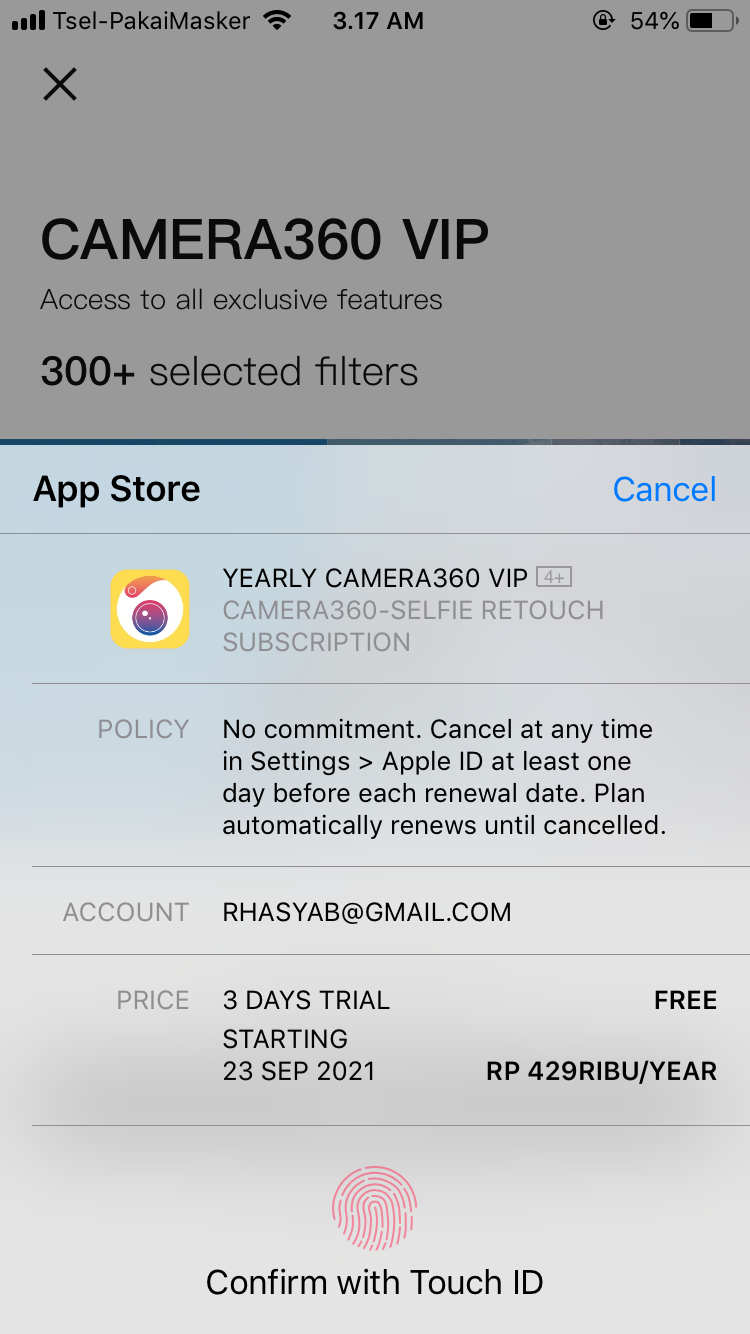 Tsel-PakaiMasker 3.17 AM 54%
CAMERA360 VIP
Access to all exclusive features
300+ selected filters
App Store Cancel
YEARLY CAMERA360 VIP 4+
CAMERA360-SELFIE RETOUCH
SUBSCRIPTION
POLICY No commitment. Cancel at any time
in Settings > Apple ID at least one
day before each renewal date. Plan
automatically renews until cancelled.
ACCOUNT RHASYAB@GMAIL.COM
PRICE 3 DAYS TRIAL FREE
STARTING
23 SEP 2021 RP 429RIBU/YEAR
Confirm with Touch ID